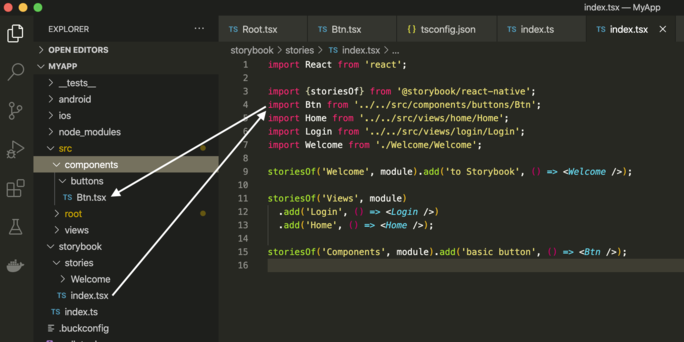 index.tsx — MyApp
EXPLORER
...
OPEN EDITORS
MYAPP
__tests__
android
ios
node_modules
src
components
buttons
TS Btn.tsx
root
views
storybook
stories
Welcome
TS index.tsx
TS index.ts
.buckconfig
TS Root.tsx
TS Btn.tsx
{} tsconfig.json
TS index.ts
TS index.tsx
storybook > stories > TS index.tsx > ...
1 import React from 'react';
2
3 import {storiesOf} from '@storybook/react-native';
4 import Btn from '../../src/components/buttons/Btn';
5 import Home from '../../src/views/home/Home';
6 import Login from '../../src/views/login/Login';
7 import Welcome from './Welcome/Welcome';
8
9 storiesOf('Welcome', module).add('to Storybook', () => <Welcome />);
10
11 storiesOf('Views', module)
12 .add('Login', () => <Login />)
13 .add('Home', () => <Home />);
14
15 storiesOf('Components', module).add('basic button', () => <Btn />);
16